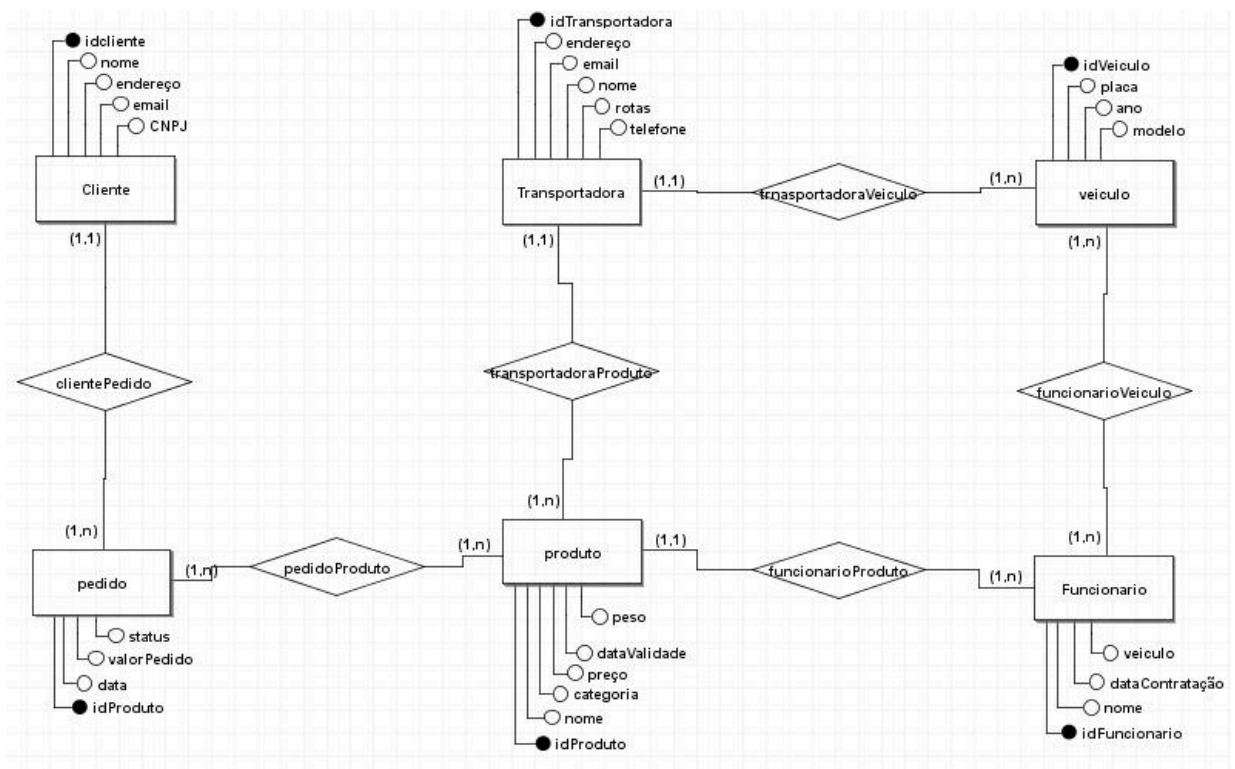 idcliente
nome
endereço
email
CNPJ
Cliente
(1,1)
clientePedido
(1,n)
pedido
status
valorPedido
data
idProduto
(1,n)
pedidoProduto
(1,n)
idTransportadora
endereço
email
nome
rotas
telefone
Transportadora
(1,1)
trnasportadoraVeiculo
(1,n)
(1,1)
transportadoraProduto
(1,n)
produto
peso
dataValidade
preço
categoria
nome
idProduto
(1,1)
funcionarioProduto
(1,n)
idVeiculo
placa
ano
modelo
veiculo
(1,n)
funcionarioVeiculo
(1,n)
Funcionario
veiculo
dataContratação
nome
idFuncionario